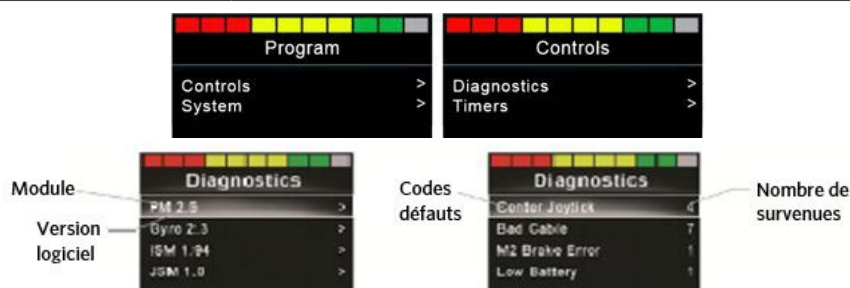 Program
Controls >
System >
Controls
Diagnostics >
Timers >
Module
Version
logiciel
Diagnostics
PM 2.5 >
Gyro 2.3 >
ISM 1.94 >
JSM 1.0 >
Codes
défauts
Diagnostics
Center Joytick 4
Bad Cable 7
M2 Brake Error 1
Low Battery 1
Nombre de
survenues